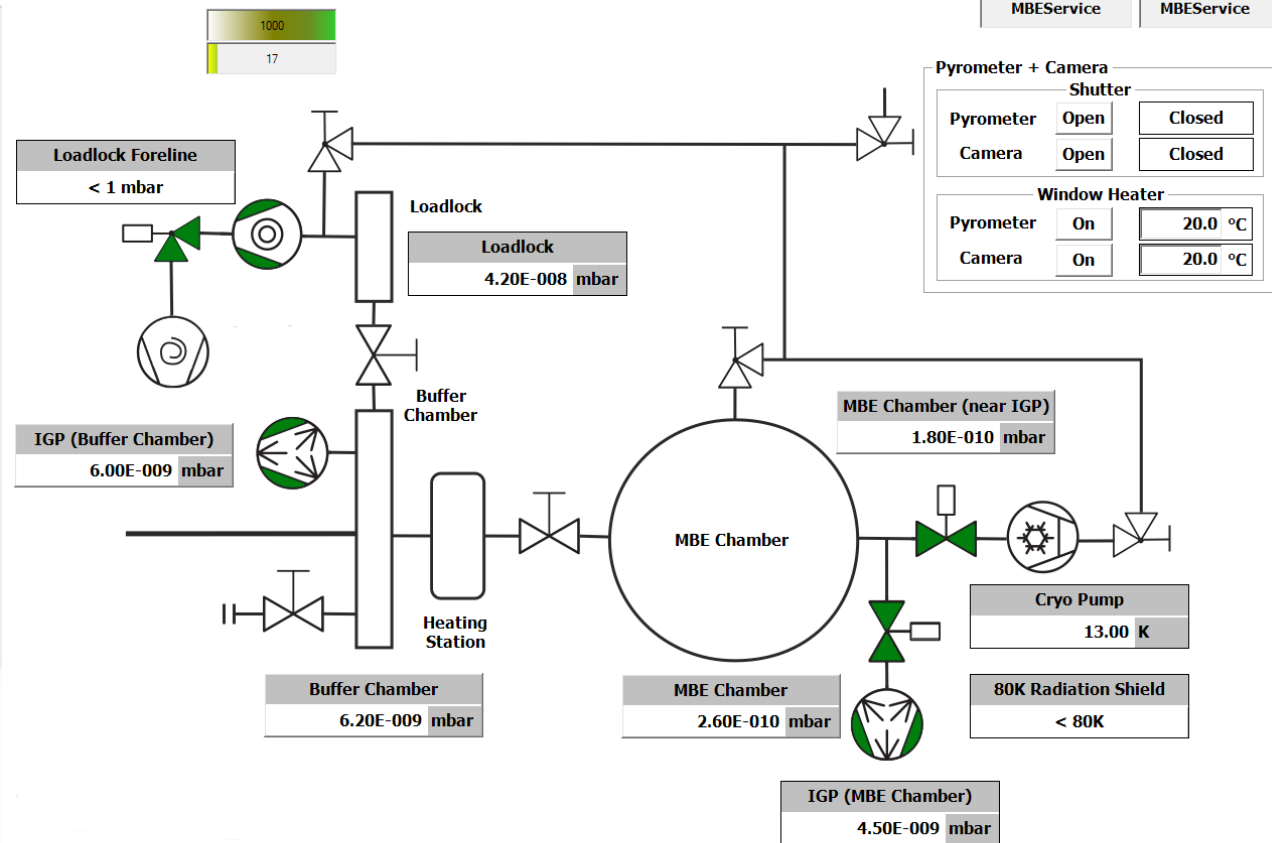 1000
17
MBEService
MBEService
Pyrometer + Camera
Shutter
Pyrometer Open Closed
Camera Open Closed
Window Heater
Pyrometer On 20.0 °C
Camera On 20.0 °C
Loadlock Foreline
< 1 mbar
Loadlock
Loadlock
4.20E-008 mbar
Buffer
Chamber
IGP (Buffer Chamber)
6.00E-009 mbar
MBE Chamber (near IGP)
1.80E-010 mbar
MBE Chamber
Heating
Station
Cryo Pump
13.00 K
Buffer Chamber
6.20E-009 mbar
MBE Chamber
2.60E-010 mbar
80K Radiation Shield
< 80K
IGP (MBE Chamber)
4.50E-009 mbar